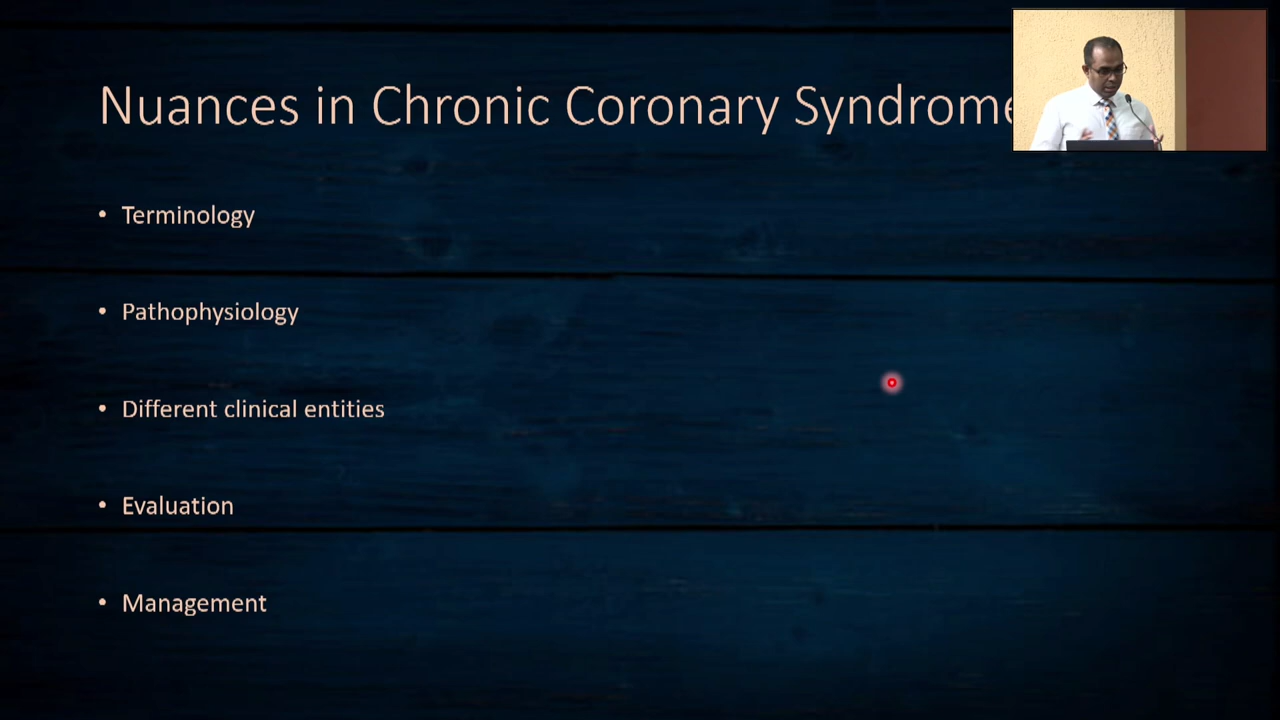 Nuances in Chronic Coronary Syndrome
• Terminology
• Pathophysiology
• Different clinical entities
• Evaluation
• Management